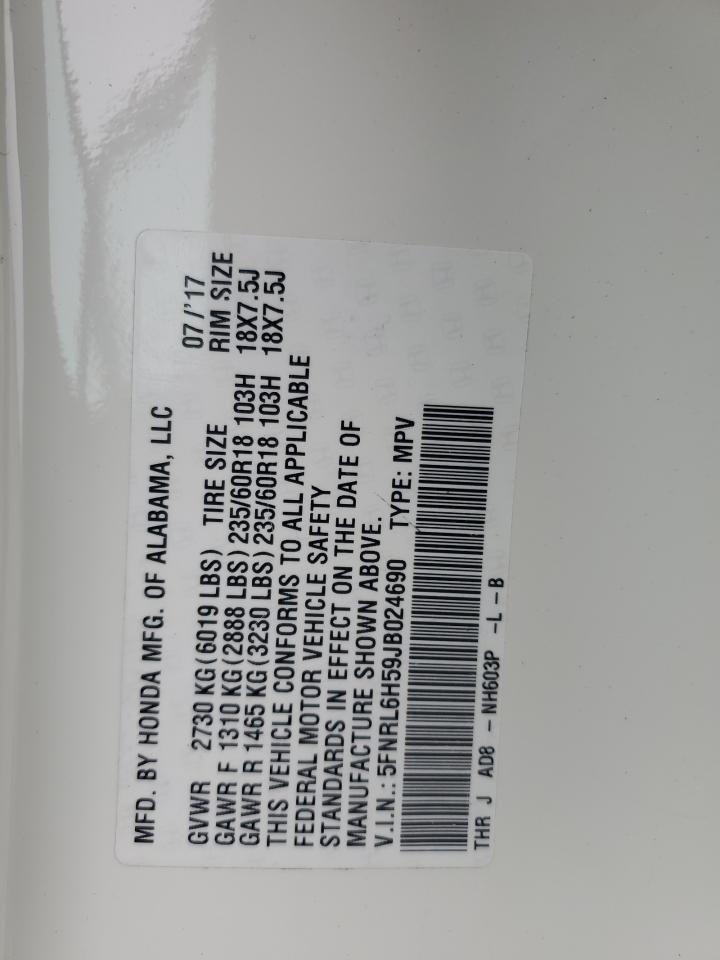 MFD. BY HONDA MFG. OF ALABAMA, LLC
07/'17
GVWR 2730 KG(6019 LBS) TIRE SIZE RIM SIZE
GAWR F 1310 KG(2888 LBS)235/60R18 103H 18X7.5J
GAWR R 1465 KG(3230 LBS)235/60R18 103H 18X7.5J
THIS VEHICLE CONFORMS TO ALL APPLICABLE
FEDERAL MOTOR VEHICLE SAFETY
STANDARDS IN EFFECT ON THE DATE OF
MANUFACTURE SHOWN ABOVE.
V.I.N.: 5FNRL6H59JB024690 TYPE: MPV
THR J AD8 - NH603P -L -B